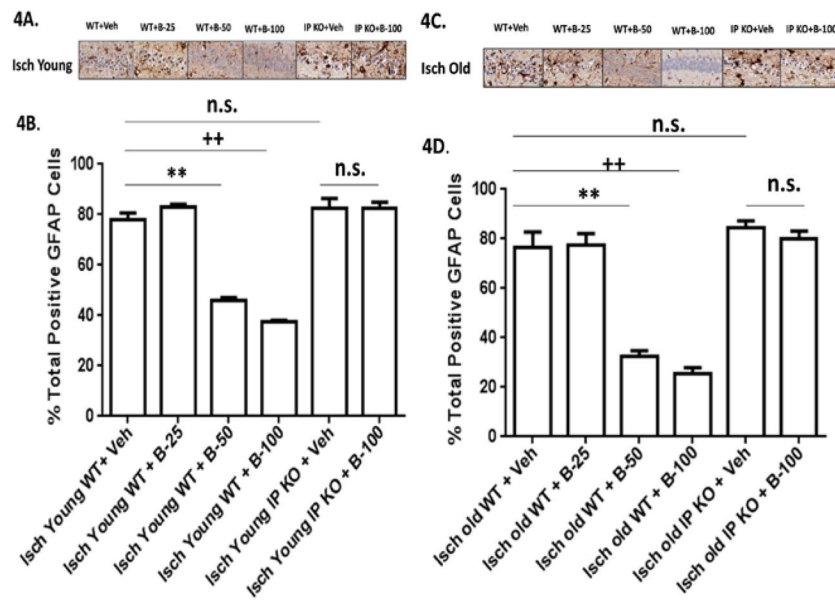 4A.
WT+Veh WT+B-25 WT+B-50 WT+B-100 IP KO+Veh IP KO+B-100
Isch Young
4B.
n.s.
++
**
n.s.
% Total Positive GFAP Cells
100
80
60
40
20
0
Isch Young WT+ Veh
Isch Young WT + B-25
Isch Young WT + B-50
Isch Young WT + B-100
Isch Young IP KO + Veh
Isch Young IP KO + B-100
4C.
WT+Veh WT+B-25 WT+B-50 WT+B-100 IP KO+Veh IP KO+B-100
Isch Old
4D.
n.s.
++
**
n.s.
% Total Positive GFAP Cells
100
80
60
40
20
0
Isch old WT + Veh
Isch old WT + B-25
Isch old WT + B-50
Isch old WT + B-100
Isch old IP KO + Veh
Isch old IP KO + B-100